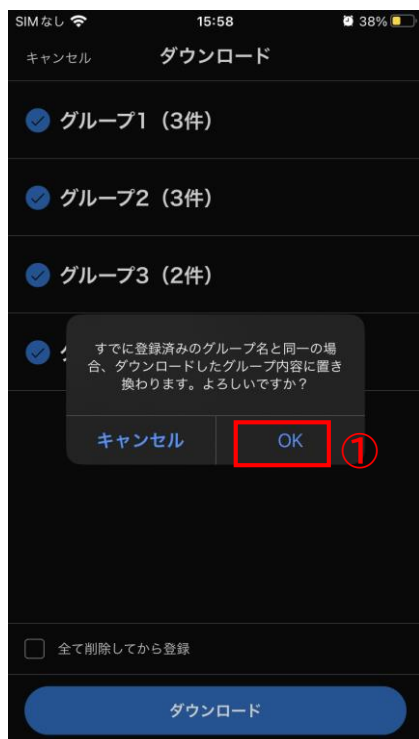 SIMなし 15:58 38%
キャンセル ダウンロード
グループ1（3件）
グループ2（3件）
グループ3（2件）
すでに登録済みのグループ名と同一の場
合、ダウンロードしたグループ内容に置き
換わります。よろしいですか？
キャンセル OK ①
全て削除してから登録
ダウンロード